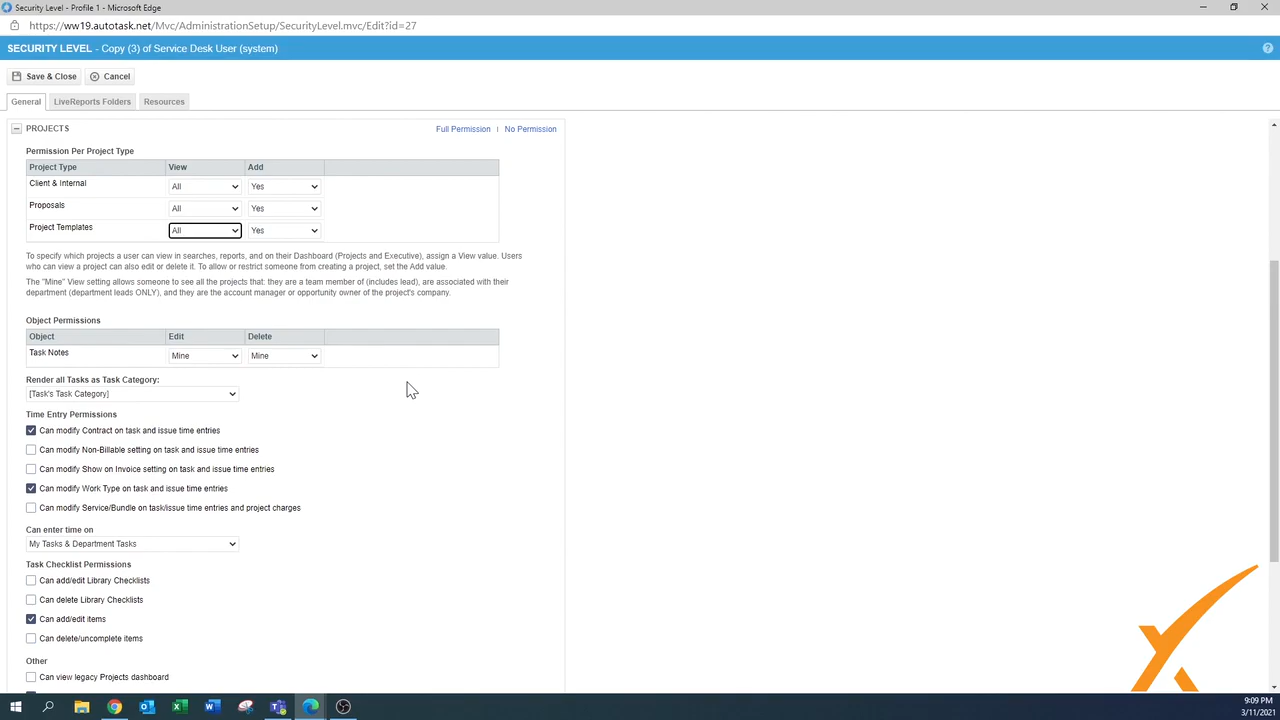 Security Level - Profile 1 - Microsoft Edge
https://ww19.autotask.net/Mvc/AdministrationSetup/SecurityLevel.mvc/Edit?id=27
SECURITY LEVEL - Copy (3) of Service Desk User (system)
?
Save & Close Cancel
General LiveReports Folders Resources
PROJECTS Full Permission | No Permission
Permission Per Project Type
Project Type View Add
Client & Internal All Yes
Proposals All Yes
Project Templates All Yes
To specify which projects a user can view in searches, reports, and on their Dashboard (Projects and Executive), assign a View value. Users
who can view a project can also edit or delete it. To allow or restrict someone from creating a project, set the Add value.
The "Mine" View setting allows someone to see all the projects that: they are a team member of (includes lead), are associated with their
department (department leads ONLY), and they are the account manager or opportunity owner of the project's company.
Object Permissions
Object Edit Delete
Task Notes Mine Mine
Render all Tasks as Task Category:
[Task's Task Category]
Time Entry Permissions
Can modify Contract on task and issue time entries
Can modify Non-Billable setting on task and issue time entries
Can modify Show on Invoice setting on task and issue time entries
Can modify Work Type on task and issue time entries
Can modify Service/Bundle on task/issue time entries and project charges
Can enter time on
My Tasks & Department Tasks
Task Checklist Permissions
Can add/edit Library Checklists
Can delete Library Checklists
Can add/edit items
Can delete/uncomplete items
Other
Can view legacy Projects dashboard
9:09 PM
3/11/2021